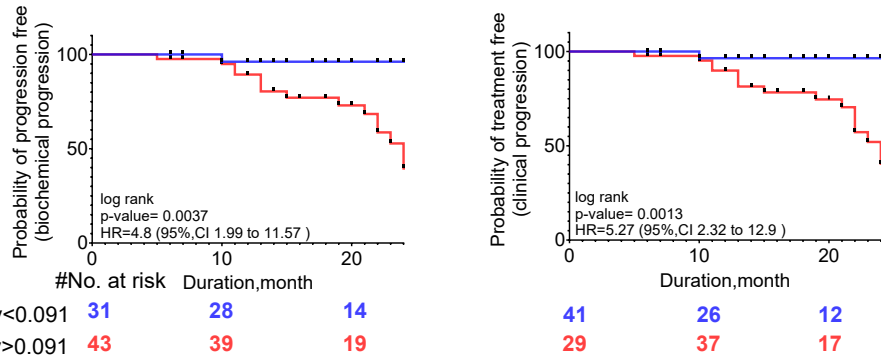 Probability of progression free
(biochemical progression)
100
50
0
log rank
p-value= 0.0037
HR=4.8 (95%,CI 1.99 to 11.57 )
0 10 20
Duration,month
#No. at risk
<0.091 31 28 14
>0.091 43 39 19
Probability of treatment free
(clinical progression)
100
50
0
log rank
p-value= 0.0013
HR=5.27 (95%,CI 2.32 to 12.9 )
0 10 20
Duration,month
41 26 12
29 37 17